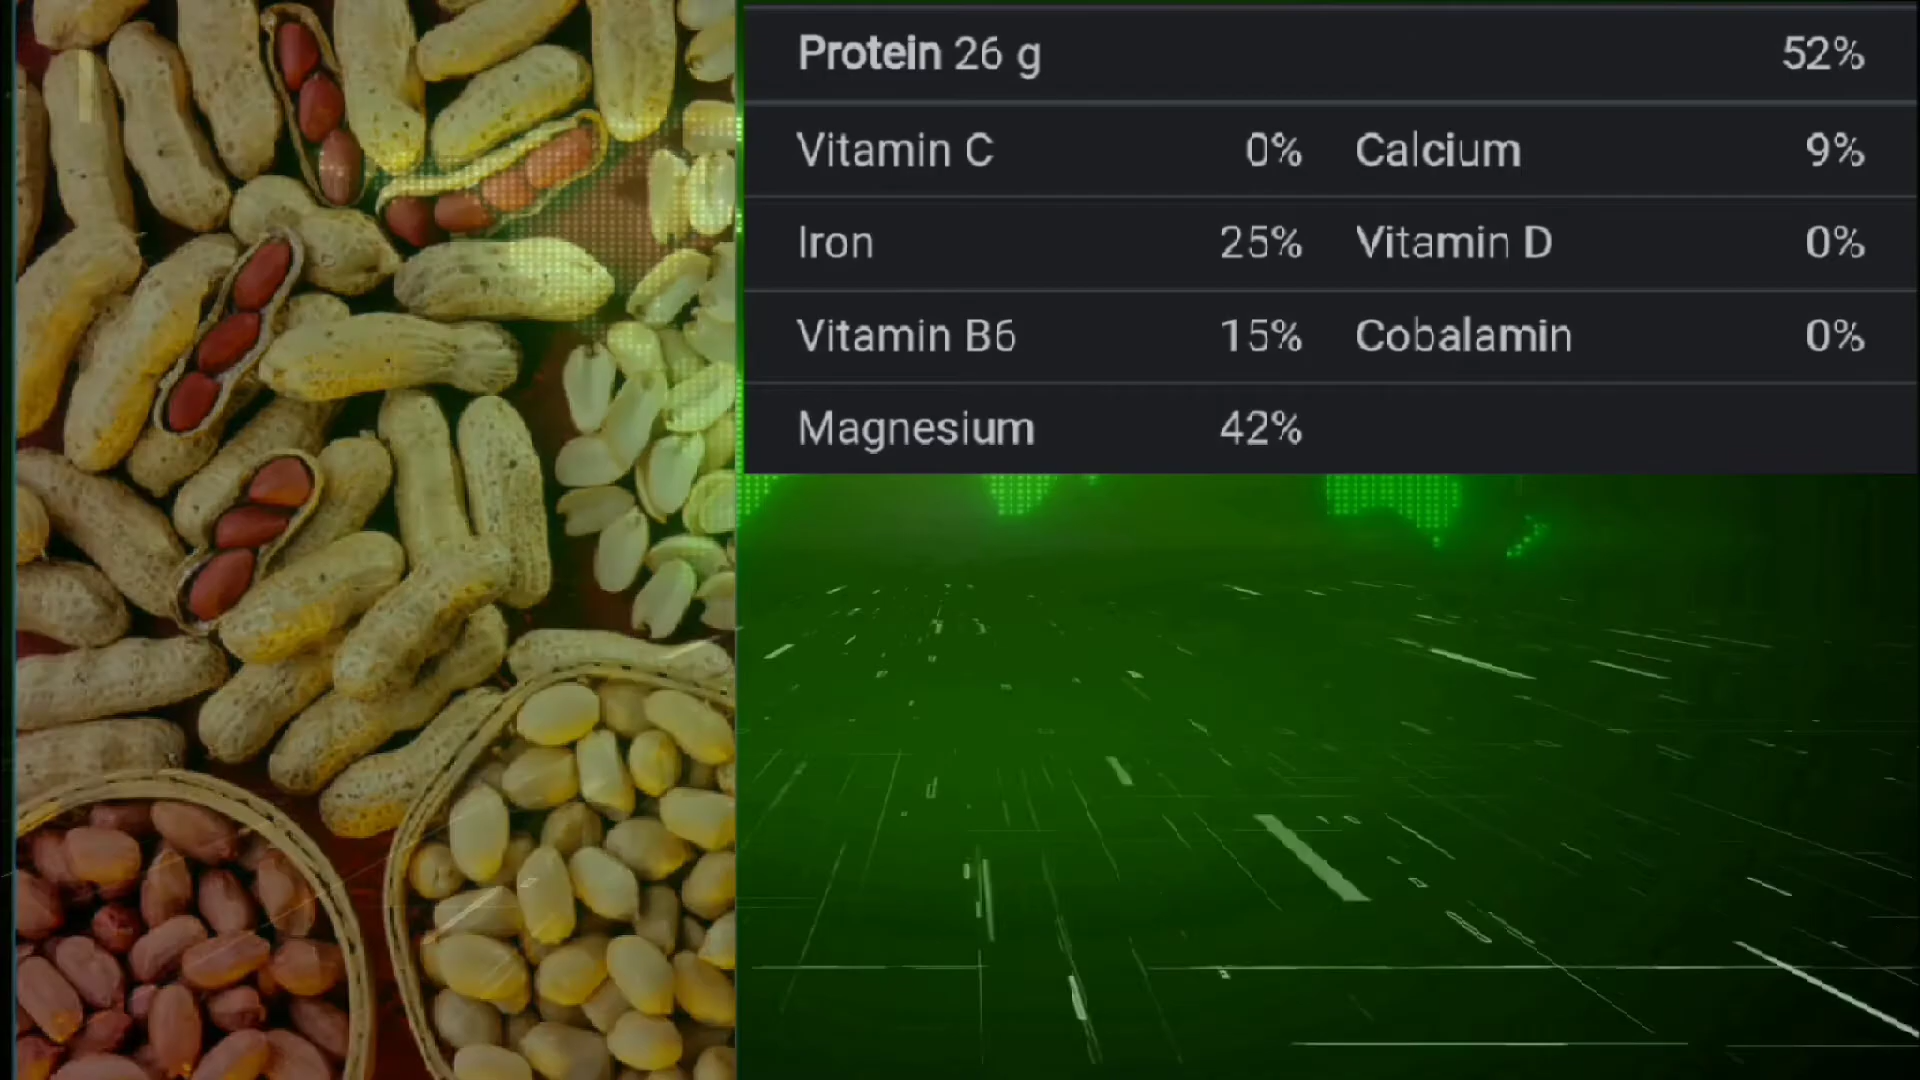 Protein 26 g 52%
Vitamin C 0% Calcium 9%
Iron 25% Vitamin D 0%
Vitamin B6 15% Cobalamin 0%
Magnesium 42%